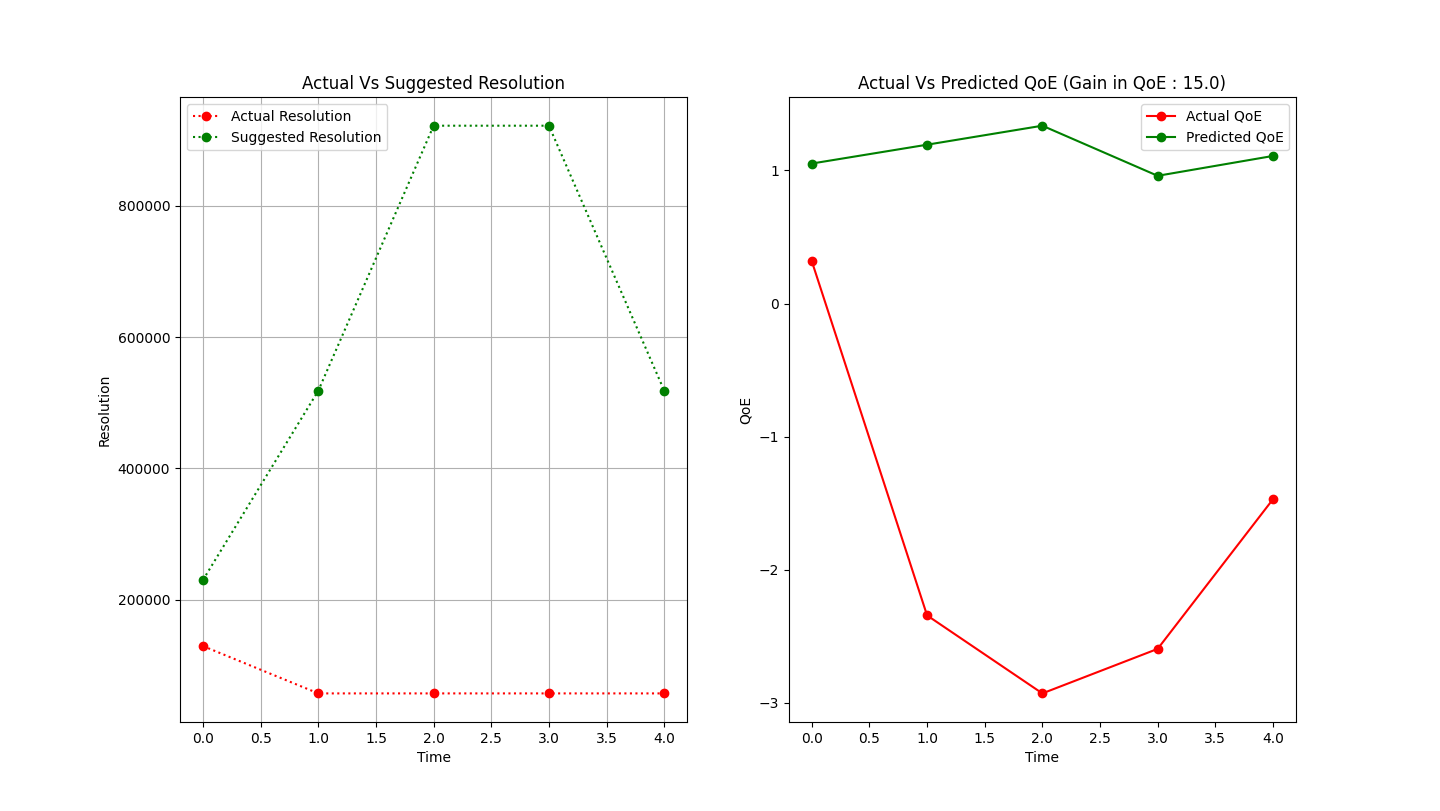 Actual Vs Suggested Resolution
Actual Resolution
Suggested Resolution
800000
600000
400000
200000
Resolution
0.0 0.5 1.0 1.5 2.0 2.5 3.0 3.5 4.0
Time
Actual Vs Predicted QoE (Gain in QoE : 15.0)
Actual QoE
Predicted QoE
1
0
−1
−2
−3
QoE
0.0 0.5 1.0 1.5 2.0 2.5 3.0 3.5 4.0
Time